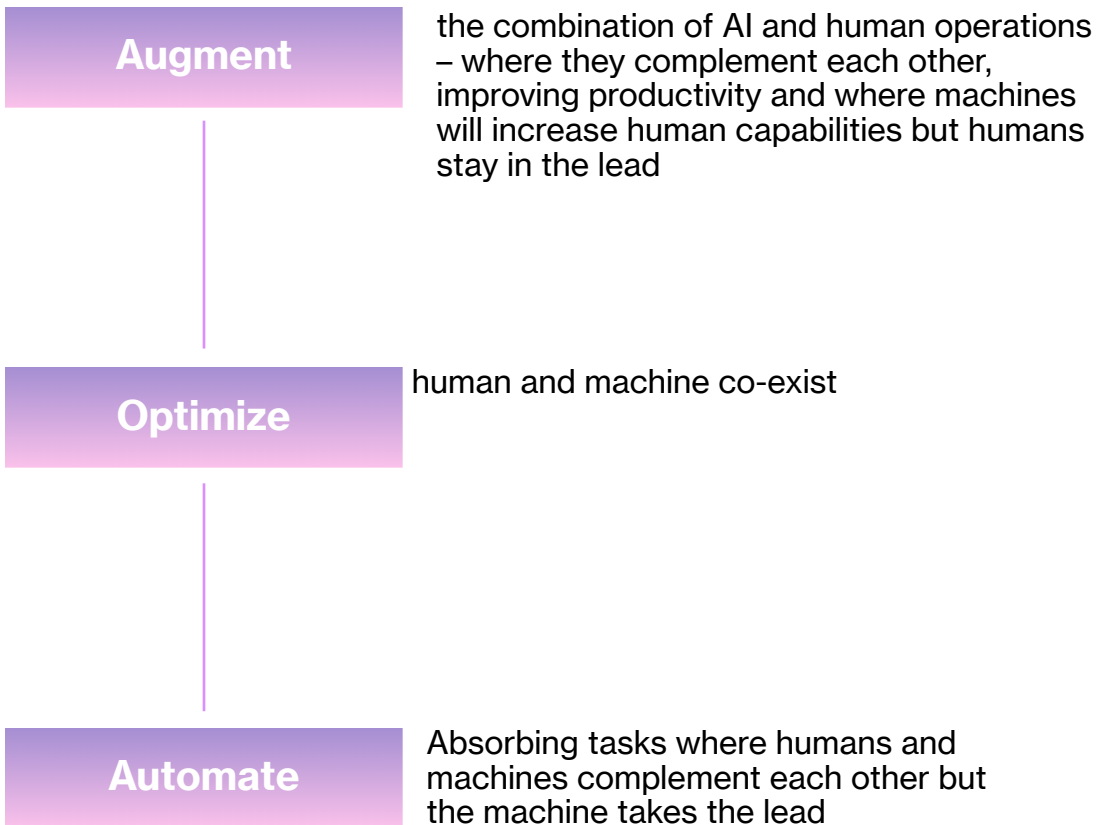 Augment
the combination of AI and human operations
– where they complement each other,
improving productivity and where machines
will increase human capabilities but humans
stay in the lead
Optimize
human and machine co-exist
Automate
Absorbing tasks where humans and
machines complement each other but
the machine takes the lead